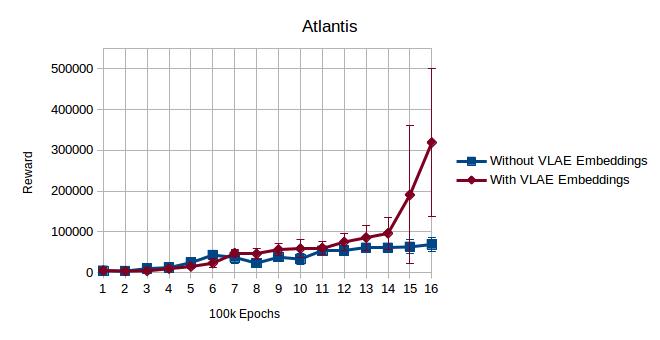 Atlantis
500000
400000
300000
200000
100000
0
Reward
1 2 3 4 5 6 7 8 9 10 11 12 13 14 15 16
100k Epochs
Without VLAE Embeddings
With VLAE Embeddings